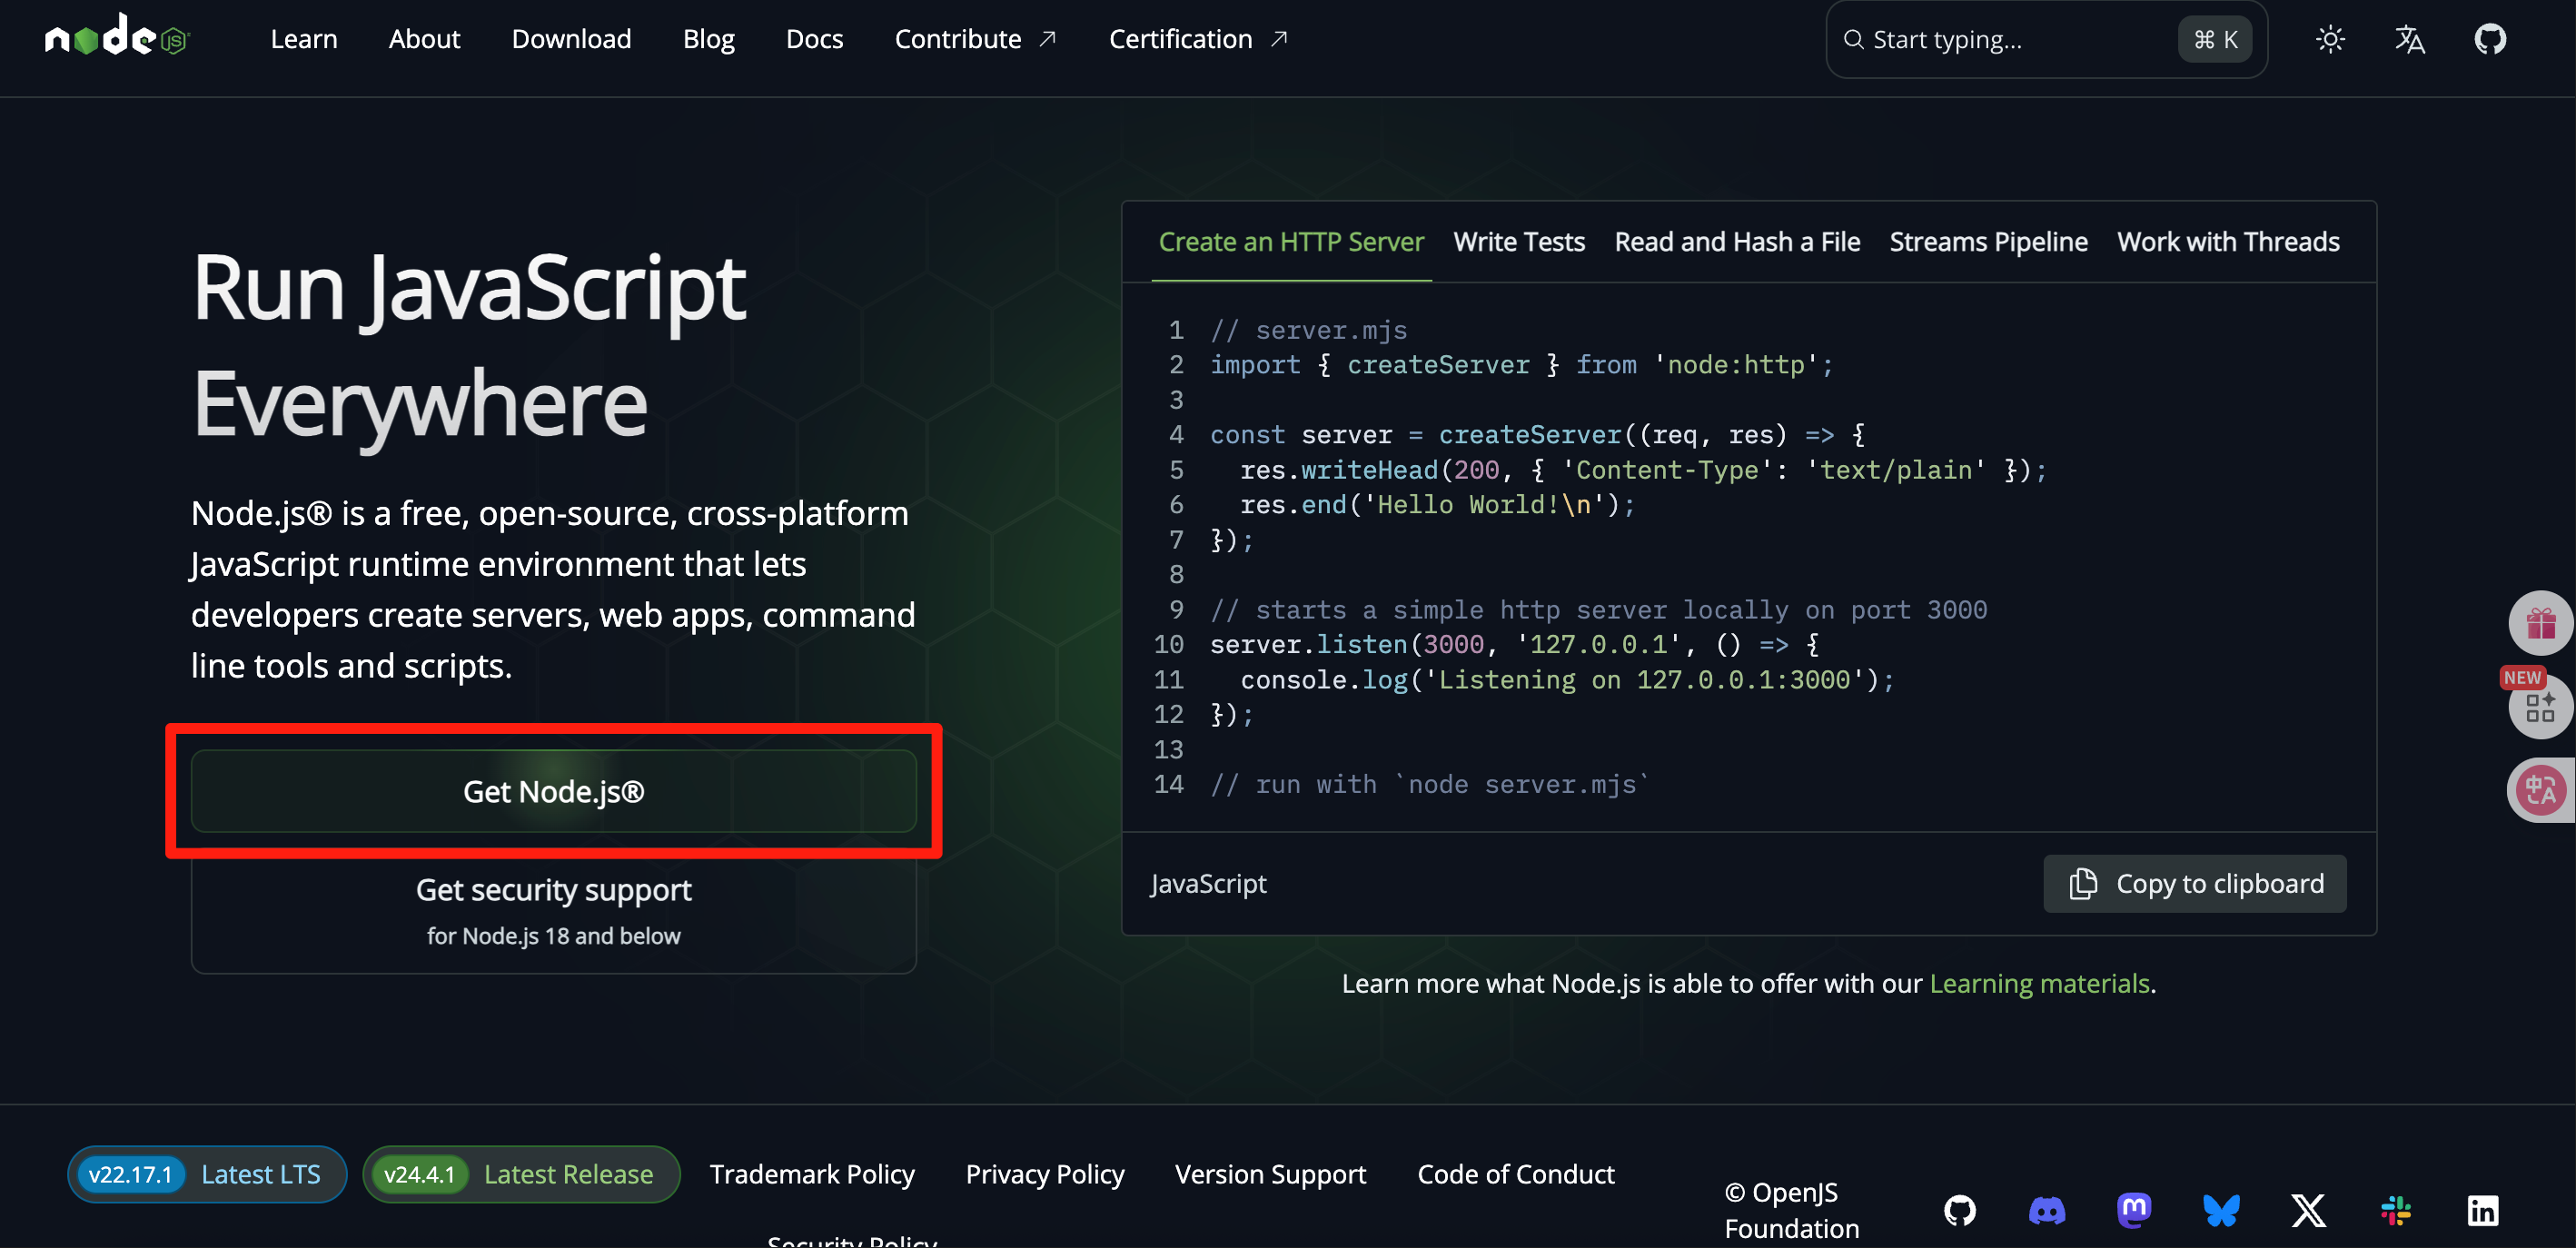 node JS
Learn
About
Download
Blog
Docs
Contribute
Certification
Start typing...
⌘ K
Run JavaScript
Everywhere
Node.js® is a free, open-source, cross-platform
JavaScript runtime environment that lets
developers create servers, web apps, command
line tools and scripts.
Get Node.js®
Get security support
for Node.js 18 and below
Create an HTTP Server
Write Tests
Read and Hash a File
Streams Pipeline
Work with Threads
1 // server.mjs
2 import { createServer } from 'node:http';
3
4 const server = createServer((req, res) => {
5   res.writeHead(200, { 'Content-Type': 'text/plain' });
6   res.end('Hello World!\n');
7 });
8
9 // starts a simple http server locally on port 3000
10 server.listen(3000, '127.0.0.1', () => {
11   console.log('Listening on 127.0.0.1:3000');
12 });
13
14 // run with `node server.mjs`
JavaScript
Copy to clipboard
Learn more what Node.js is able to offer with our Learning materials.
NEW
中A
v22.17.1 Latest LTS
v24.4.1 Latest Release
Trademark Policy
Privacy Policy
Version Support
Code of Conduct
Security Policy
© OpenJS
Foundation